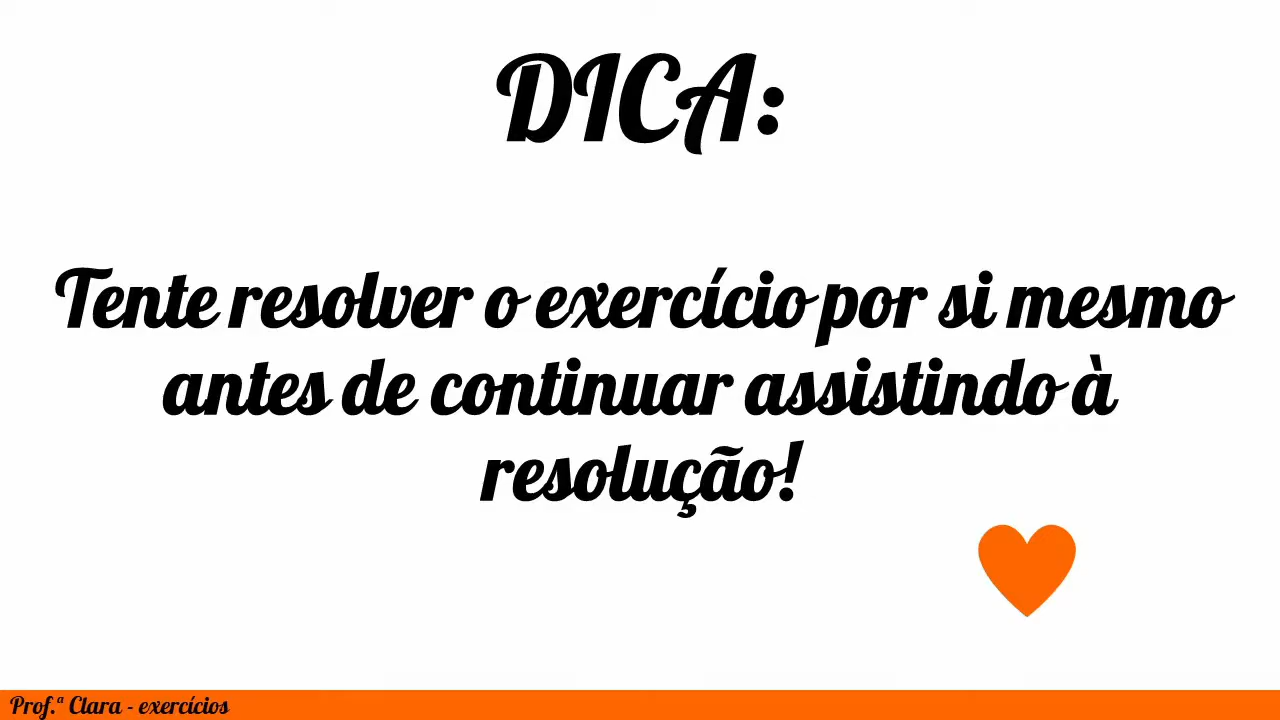 DICA:
Tente resolver o exercício por si mesmo
antes de continuar assistindo à
resolução!
Prof.ª Clara - exercícios